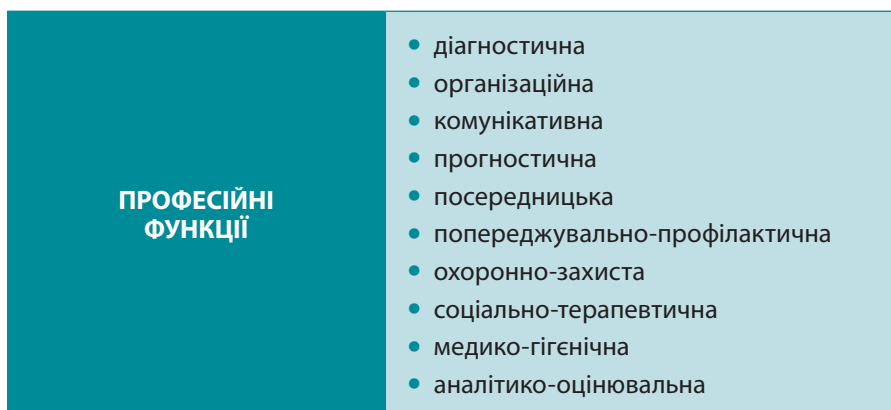 ПРОФЕСІЙНІ
ФУНКЦІЇ
• діагностична
• організаційна
• комунікативна
• прогностична
• посередницька
• попереджувально-профілактична
• охоронно-захиста
• соціально-терапевтична
• медико-гігєнічна
• аналітико-оцінювальна